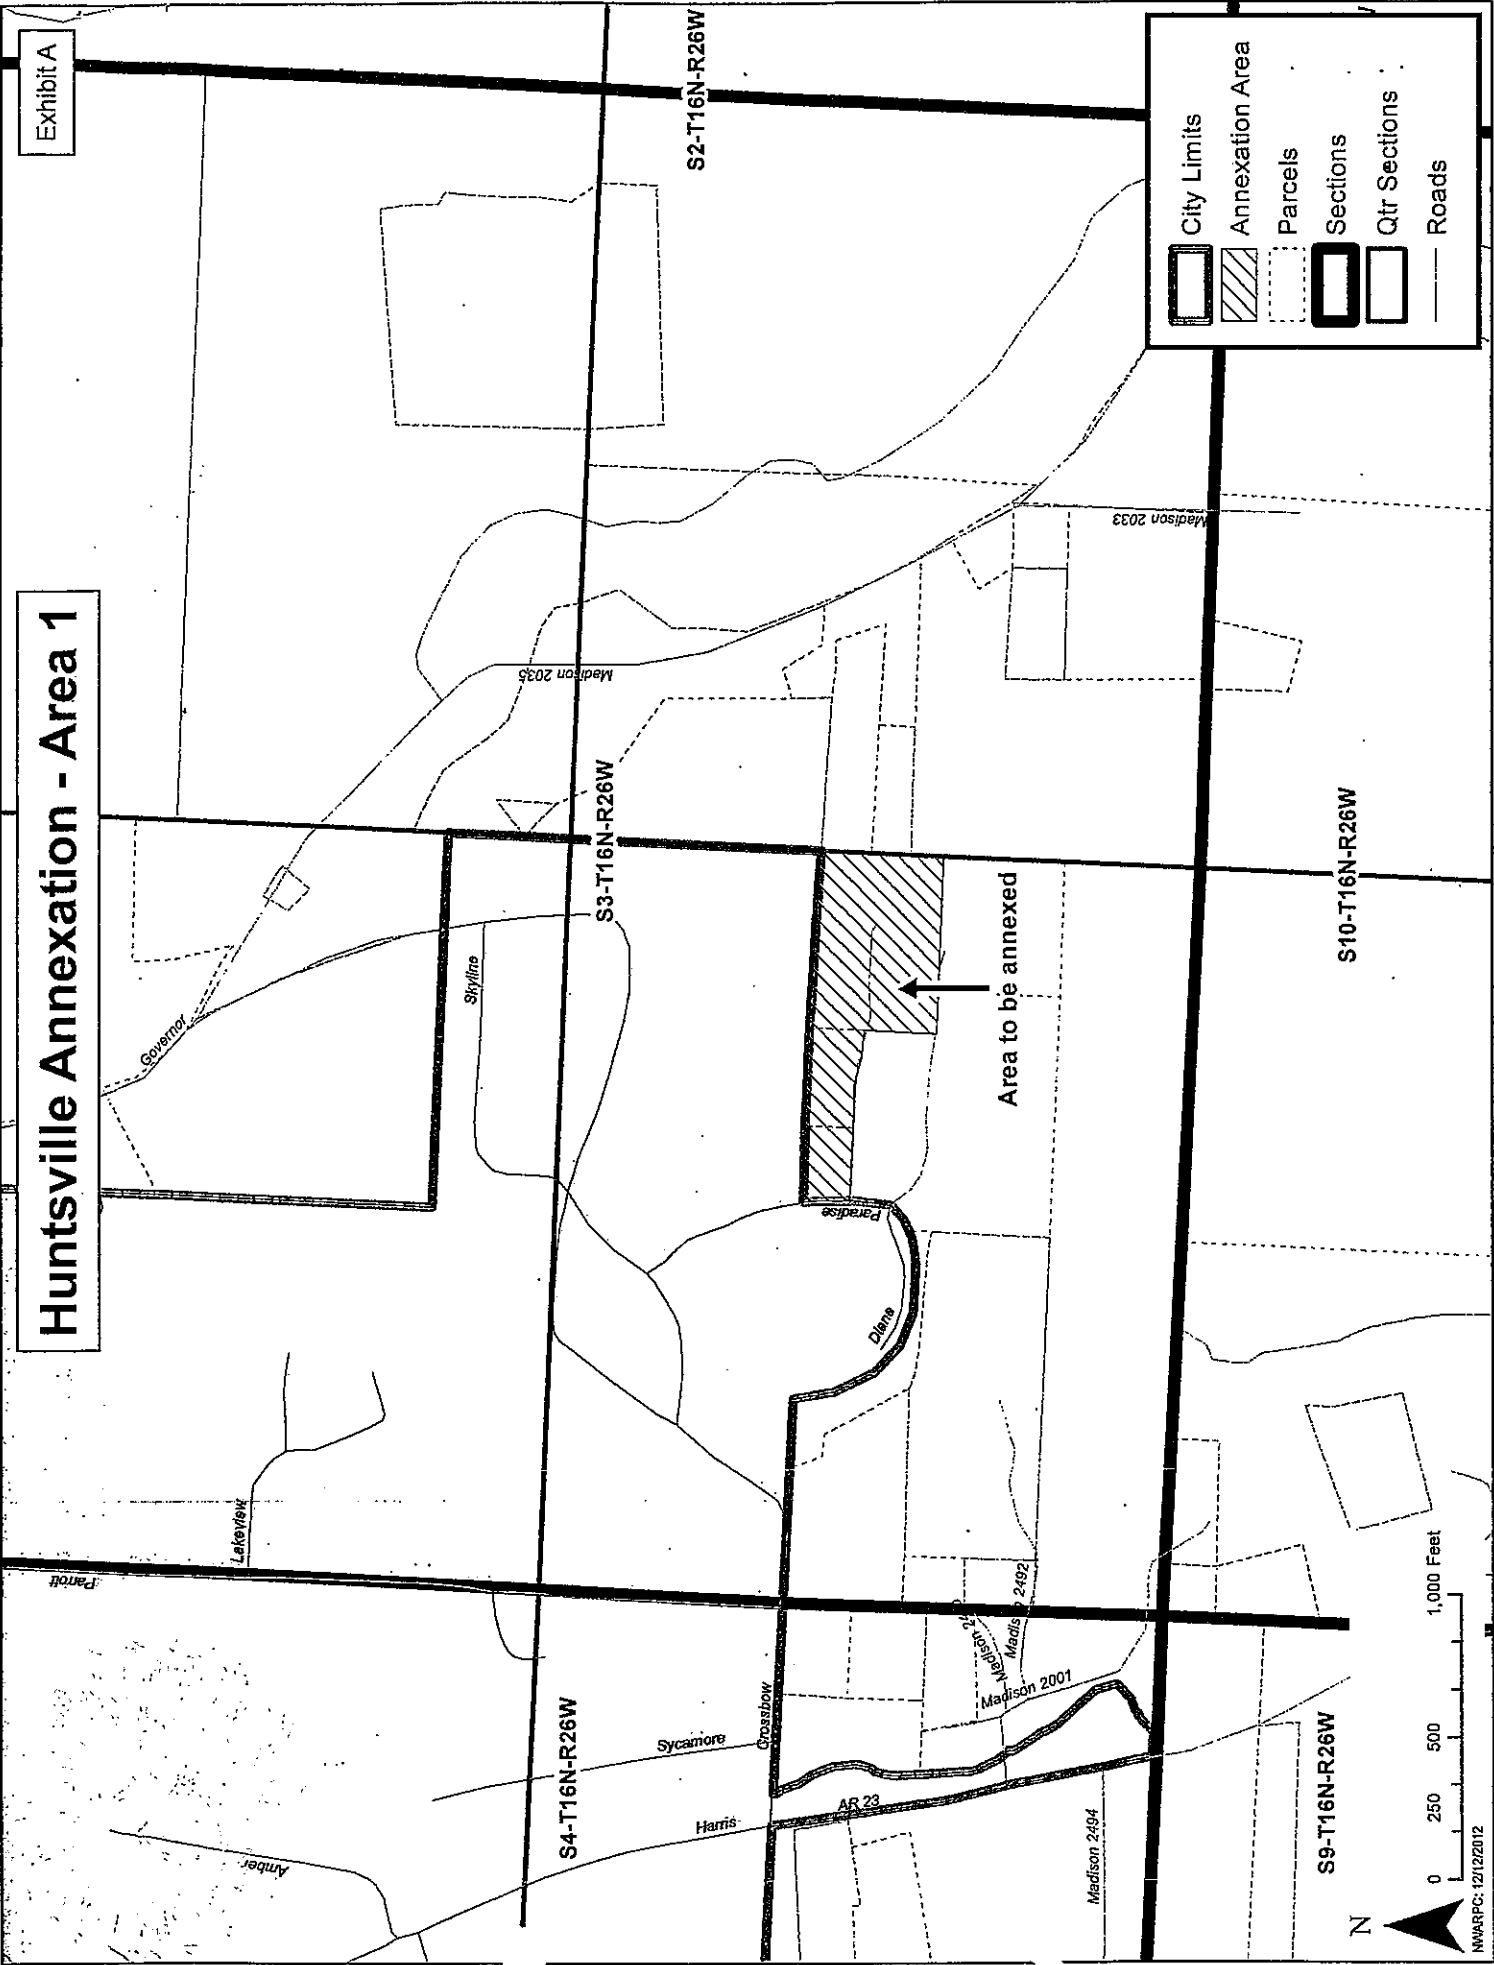 Exhibit A
Huntsville Annexation - Area 1
Governor
Skyline
Lakeview
Parrott
Amber
Harris
Sycamore
Crossbow
Paradise
Diane
AR 23
Madison 2001
Madison 2492
Madison
Madison 2494
Madison 2035
Madison 2033
S2-T16N-R26W
S3-T16N-R26W
S4-T16N-R26W
S9-T16N-R26W
S10-T16N-R26W
Area to be annexed
City Limits
Annexation Area
Parcels
Sections
Qtr Sections
Roads
N
0 250 500 1,000 Feet
NWARPC: 12/12/2012